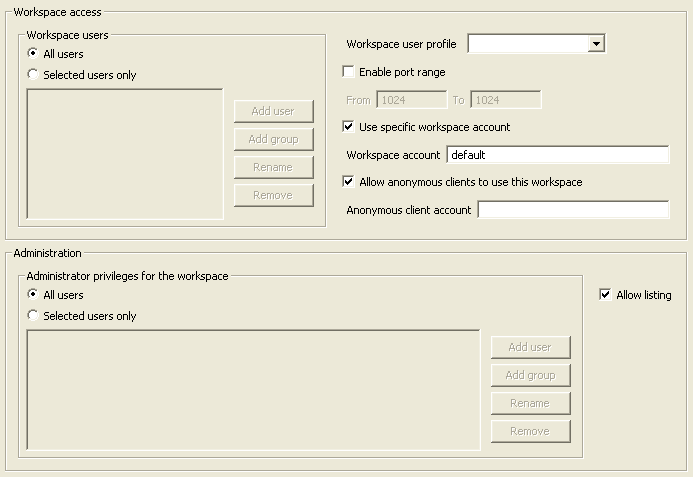 Workspace access
Workspace users
All users
Selected users only
Add user
Add group
Rename
Remove
Workspace user profile
Enable port range
From 1024 To 1024
Use specific workspace account
Workspace account default
Allow anonymous clients to use this workspace
Anonymous client account
Administration
Administrator privileges for the workspace
All users
Selected users only
Add user
Add group
Rename
Remove
Allow listing